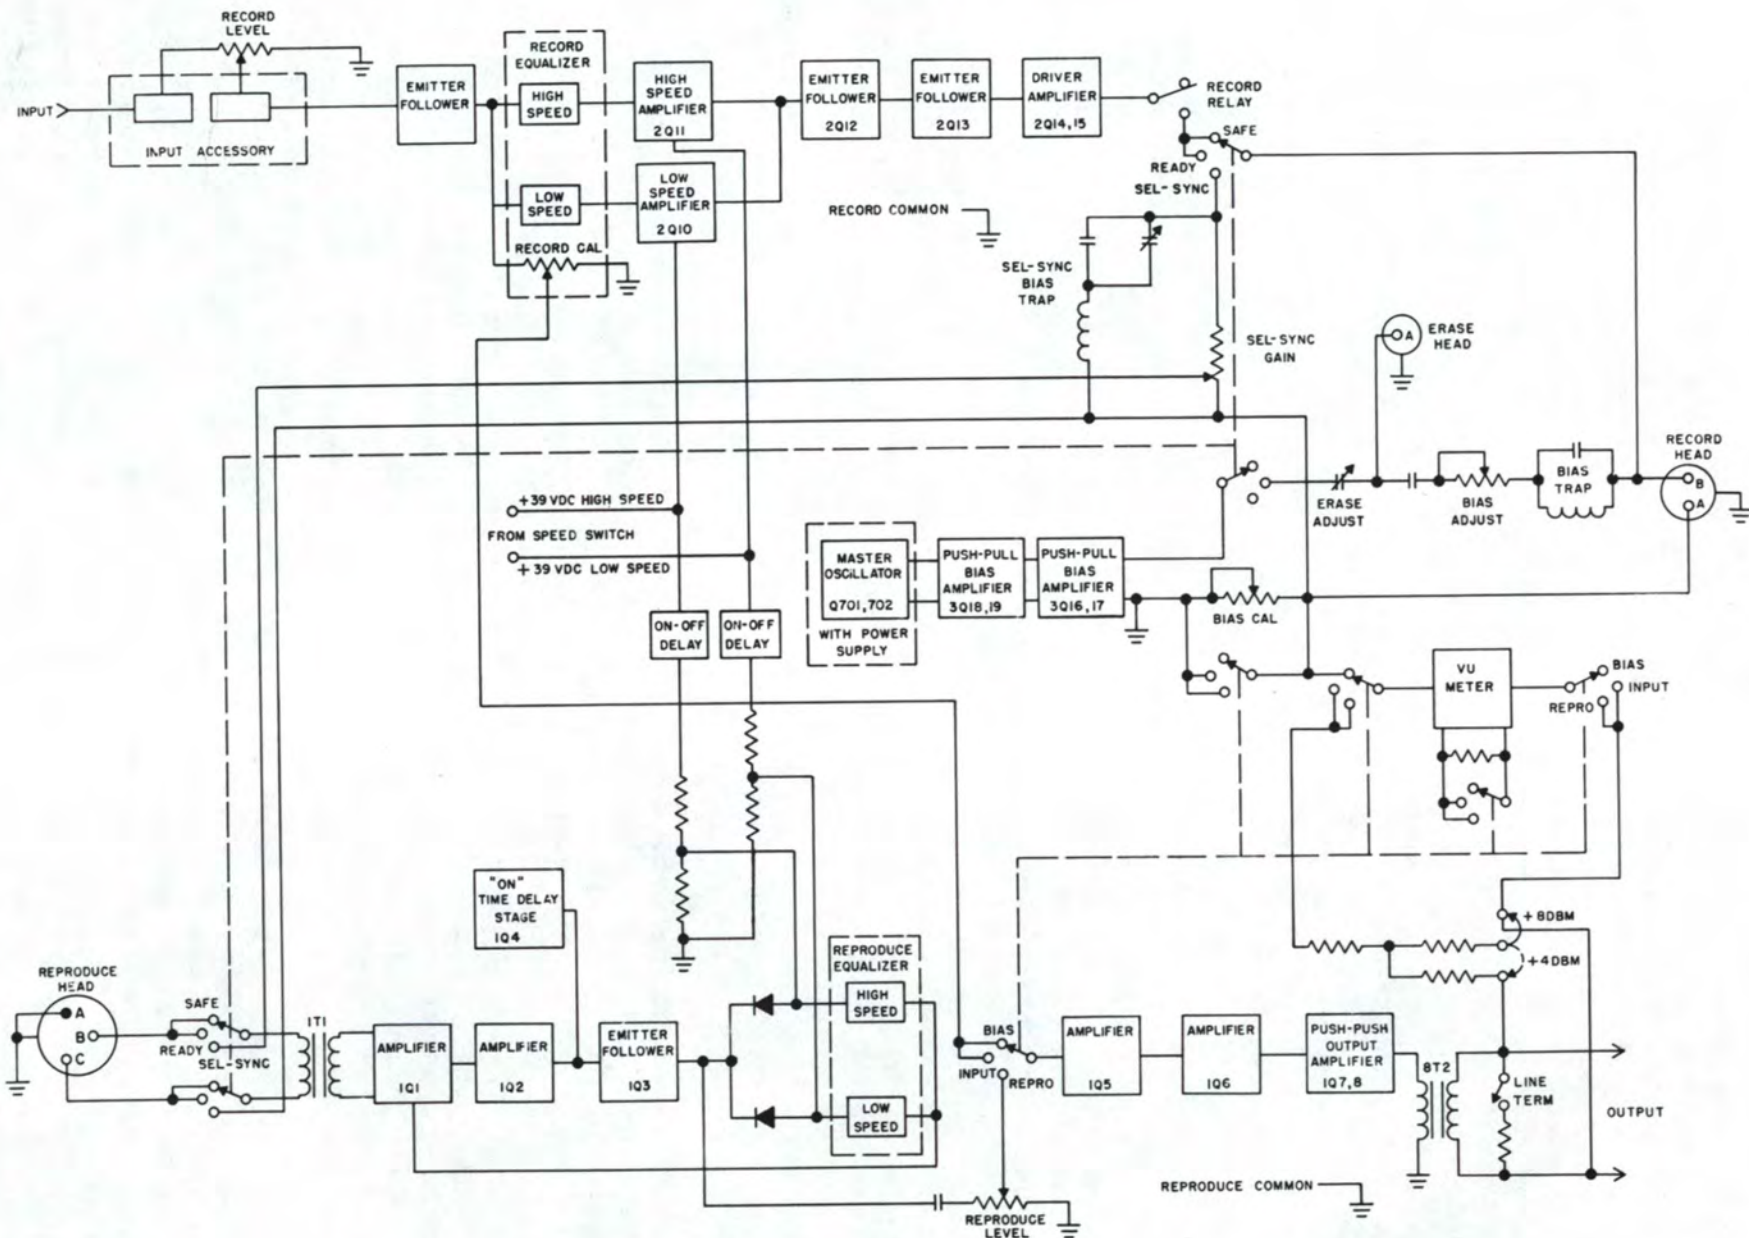 RECORD
LEVEL
INPUT
INPUT ACCESSORY
EMITTER
FOLLOWER
RECORD
EQUALIZER
HIGH
SPEED
LOW
SPEED
RECORD CAL
HIGH
SPEED
AMPLIFIER
2Q11
LOW
SPEED
AMPLIFIER
2Q10
EMITTER
FOLLOWER
2Q12
EMITTER
FOLLOWER
2Q13
DRIVER
AMPLIFIER
2Q14,15
RECORD
RELAY
SAFE
READY
SEL-SYNC
RECORD COMMON
SEL-SYNC
BIAS
TRAP
SEL-SYNC
GAIN
A
ERASE
HEAD
RECORD
HEAD
B
A
ERASE
ADJUST
BIAS
ADJUST
BIAS
TRAP
+39 VDC HIGH SPEED
FROM SPEED SWITCH
+39 VDC LOW SPEED
MASTER
OSCILLATOR
Q701,702
WITH POWER
SUPPLY
PUSH-PULL
BIAS
AMPLIFIER
3Q18,19
PUSH-PULL
BIAS
AMPLIFIER
3Q16,17
BIAS CAL
ON-OFF
DELAY
ON-OFF
DELAY
VU
METER
BIAS
INPUT
REPRO
"ON"
TIME DELAY
STAGE
1Q4
+8DBM
+4DBM
REPRODUCE
HEAD
A
B
C
SAFE
READY
SEL-SYNC
1T1
AMPLIFIER
1Q1
AMPLIFIER
1Q2
EMITTER
FOLLOWER
1Q3
REPRODUCE
EQUALIZER
HIGH
SPEED
LOW
SPEED
BIAS
INPUT
REPRO
AMPLIFIER
1Q5
AMPLIFIER
1Q6
PUSH-PUSH
OUTPUT
AMPLIFIER
1Q7,8
8T2
LINE
TERM
OUTPUT
REPRODUCE
LEVEL
REPRODUCE COMMON